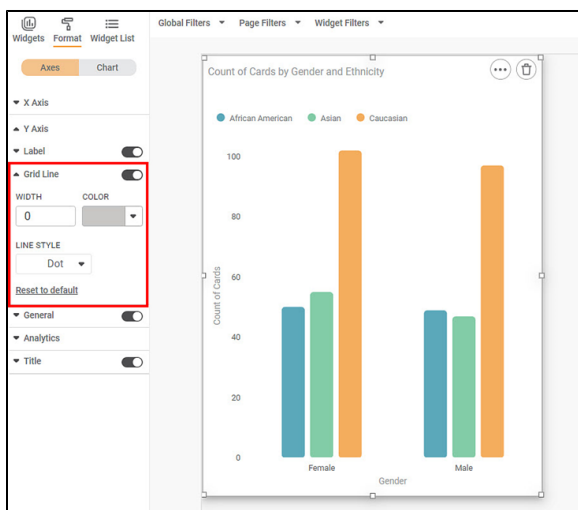 Global Filters Page Filters Widget Filters
Widgets Format Widget List
Axes Chart
X Axis
Y Axis
Label
Grid Line
WIDTH COLOR
0
LINE STYLE
Dot
Reset to default
General
Analytics
Title
Count of Cards by Gender and Ethnicity
African American Asian Caucasian
100
80
60
40
20
0
Count of Cards
Female Male
Gender